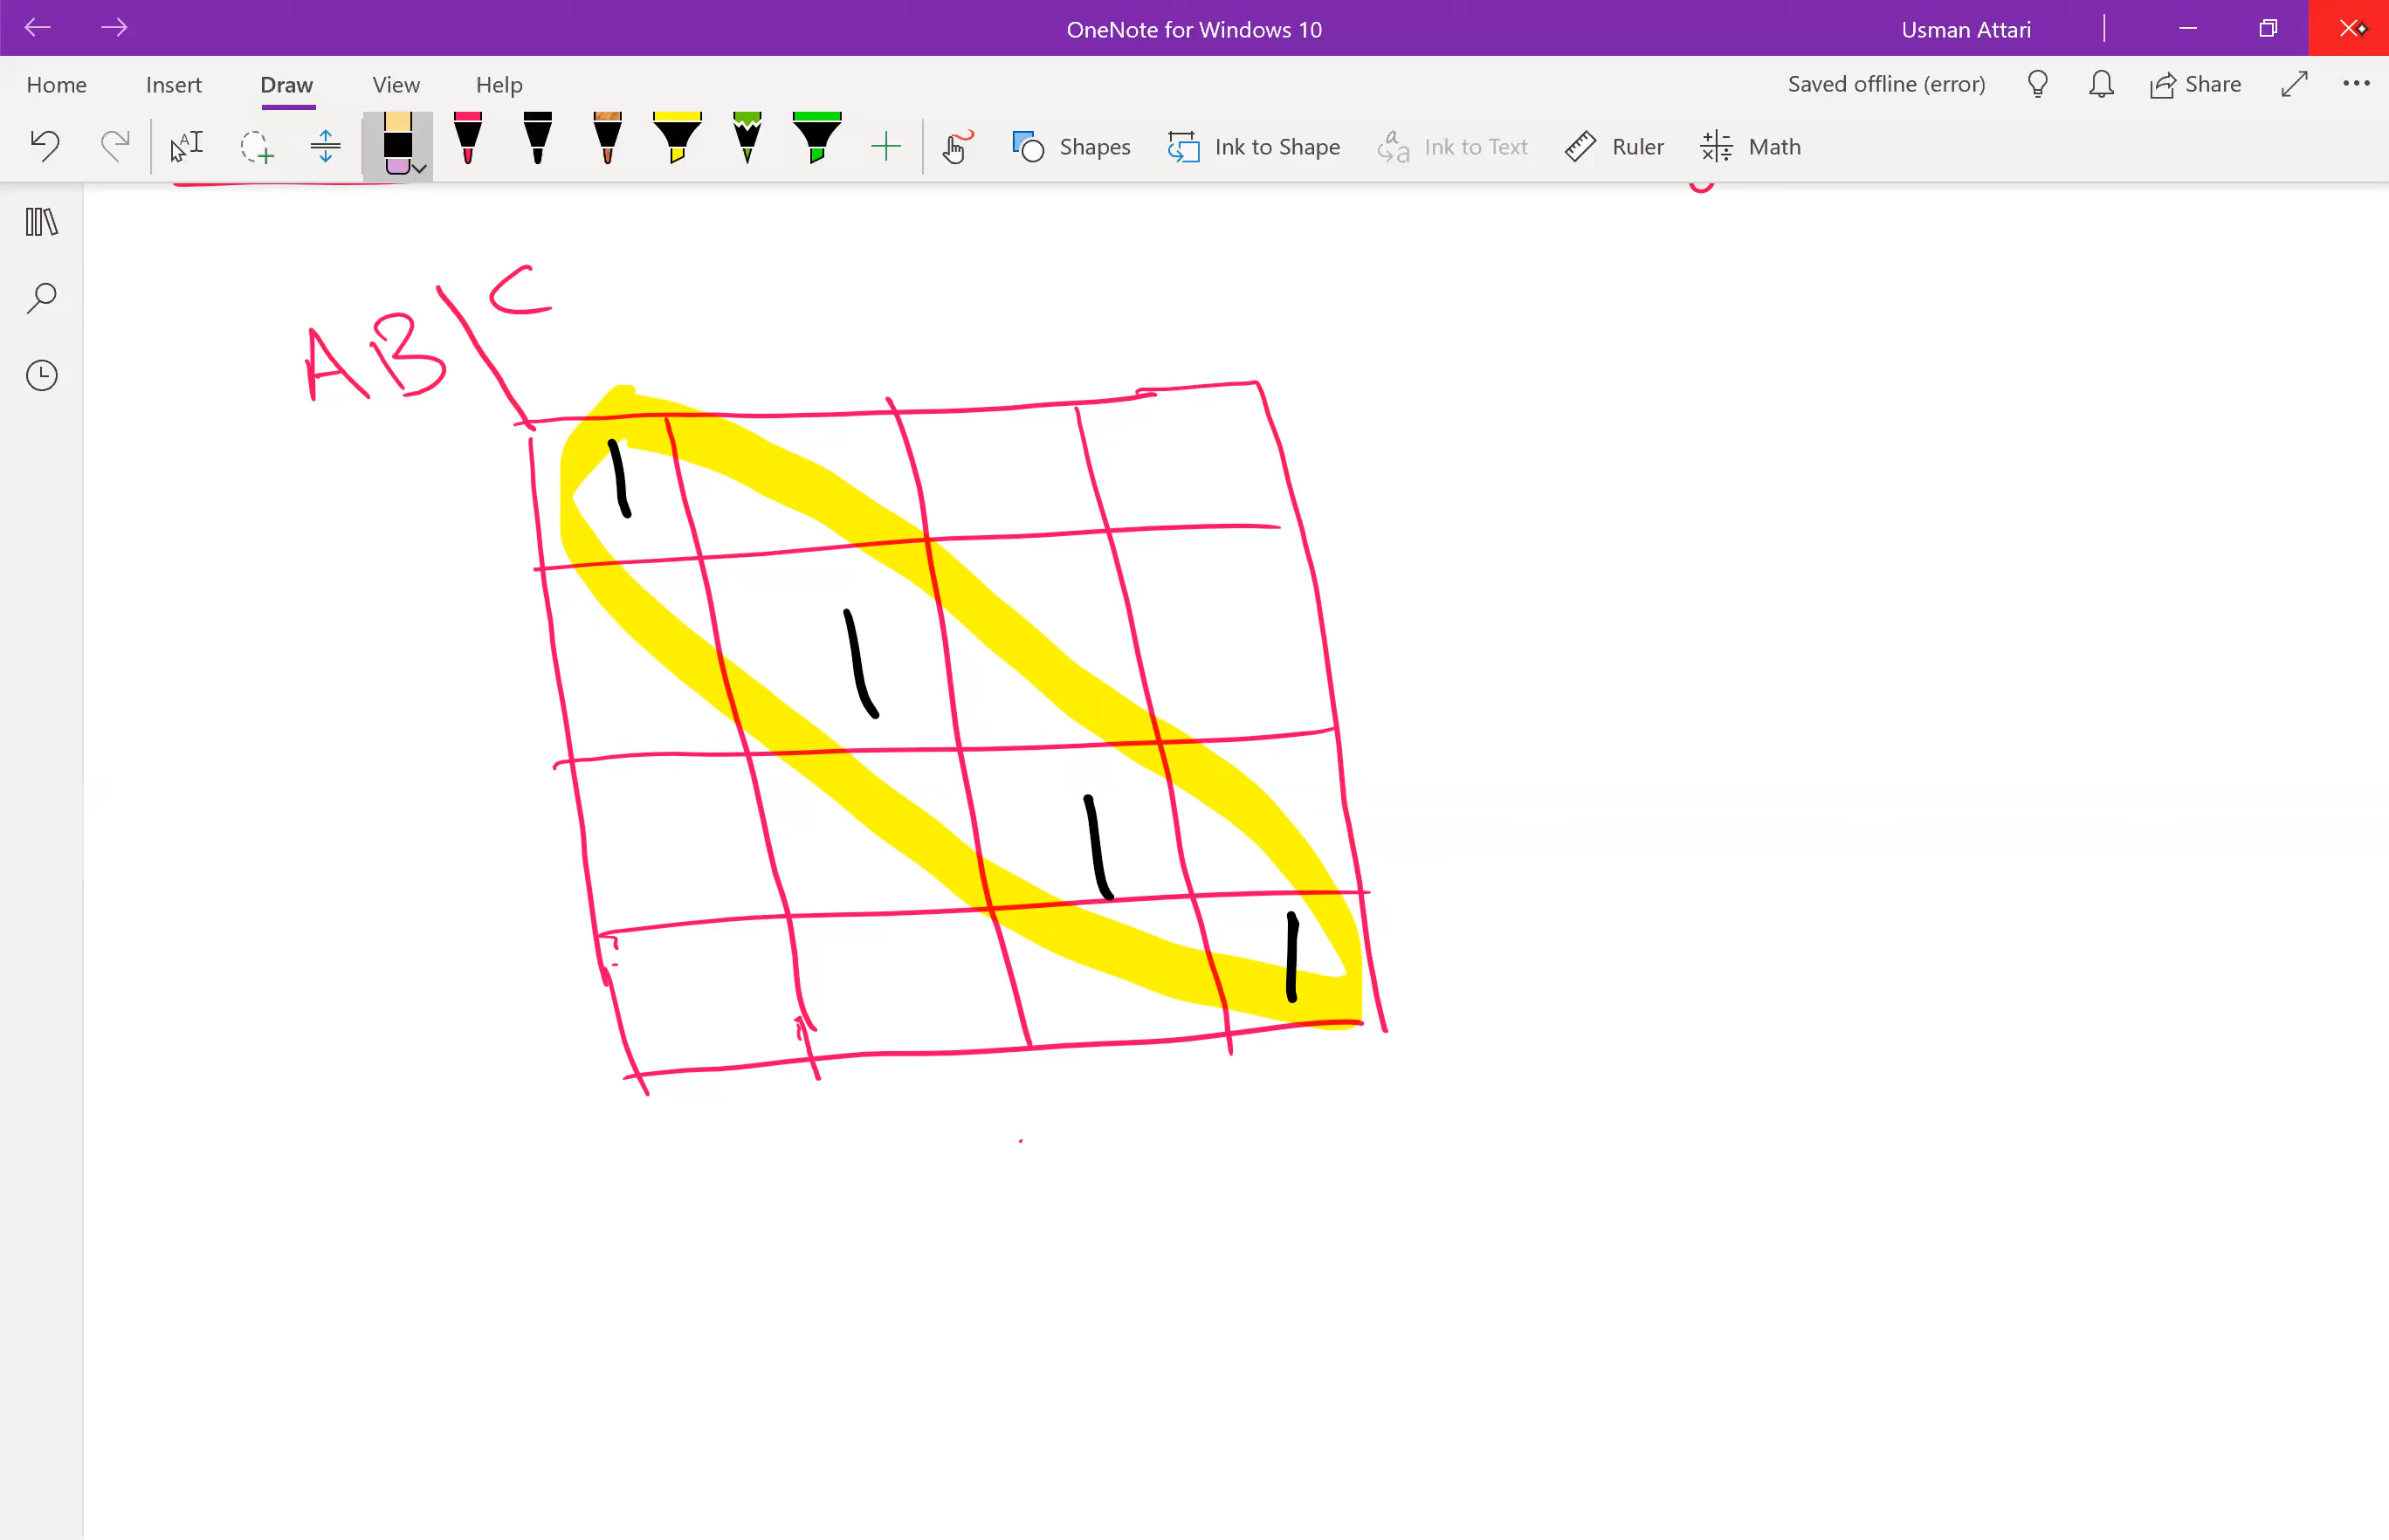 OneNote for Windows 10 Usman Attari
Home Insert Draw View Help Saved offline (error) Share
Shapes Ink to Shape Ink to Text Ruler Math
AB\C
1
1
1
1